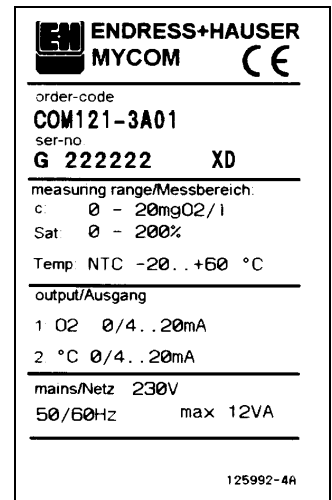 EH ENDRESS+HAUSER
MYCOM CE
order-code
COM121-3A01
ser-no.
G 222222 XD
measuring range/Messbereich:
c: 0 - 20mgO2/l
Sat: 0 - 200%
Temp: NTC -20..+60 °C
output/Ausgang
1: O2 0/4..20mA
2: °C 0/4..20mA
mains/Netz 230V
50/60Hz max 12VA
125992-4A